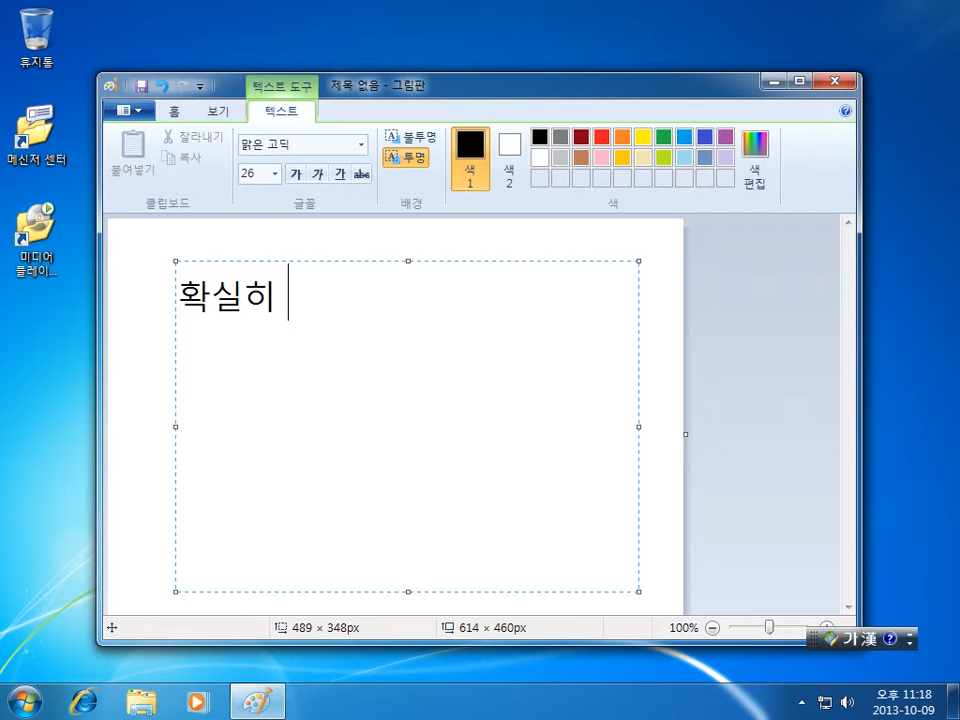 휴지통
메신저 센터
미디어
플레이...
텍스트 도구
제목 없음 - 그림판
홈
보기
텍스트
붙여넣기
잘라내기
복사
클립보드
맑은 고딕
26
가 가 가 abc
글꼴
불투명
투명
배경
색
1
색
2
색
편집
색
확실히
489 × 348px
614 × 460px
100%
가漢
오후 11:18
2013-10-09